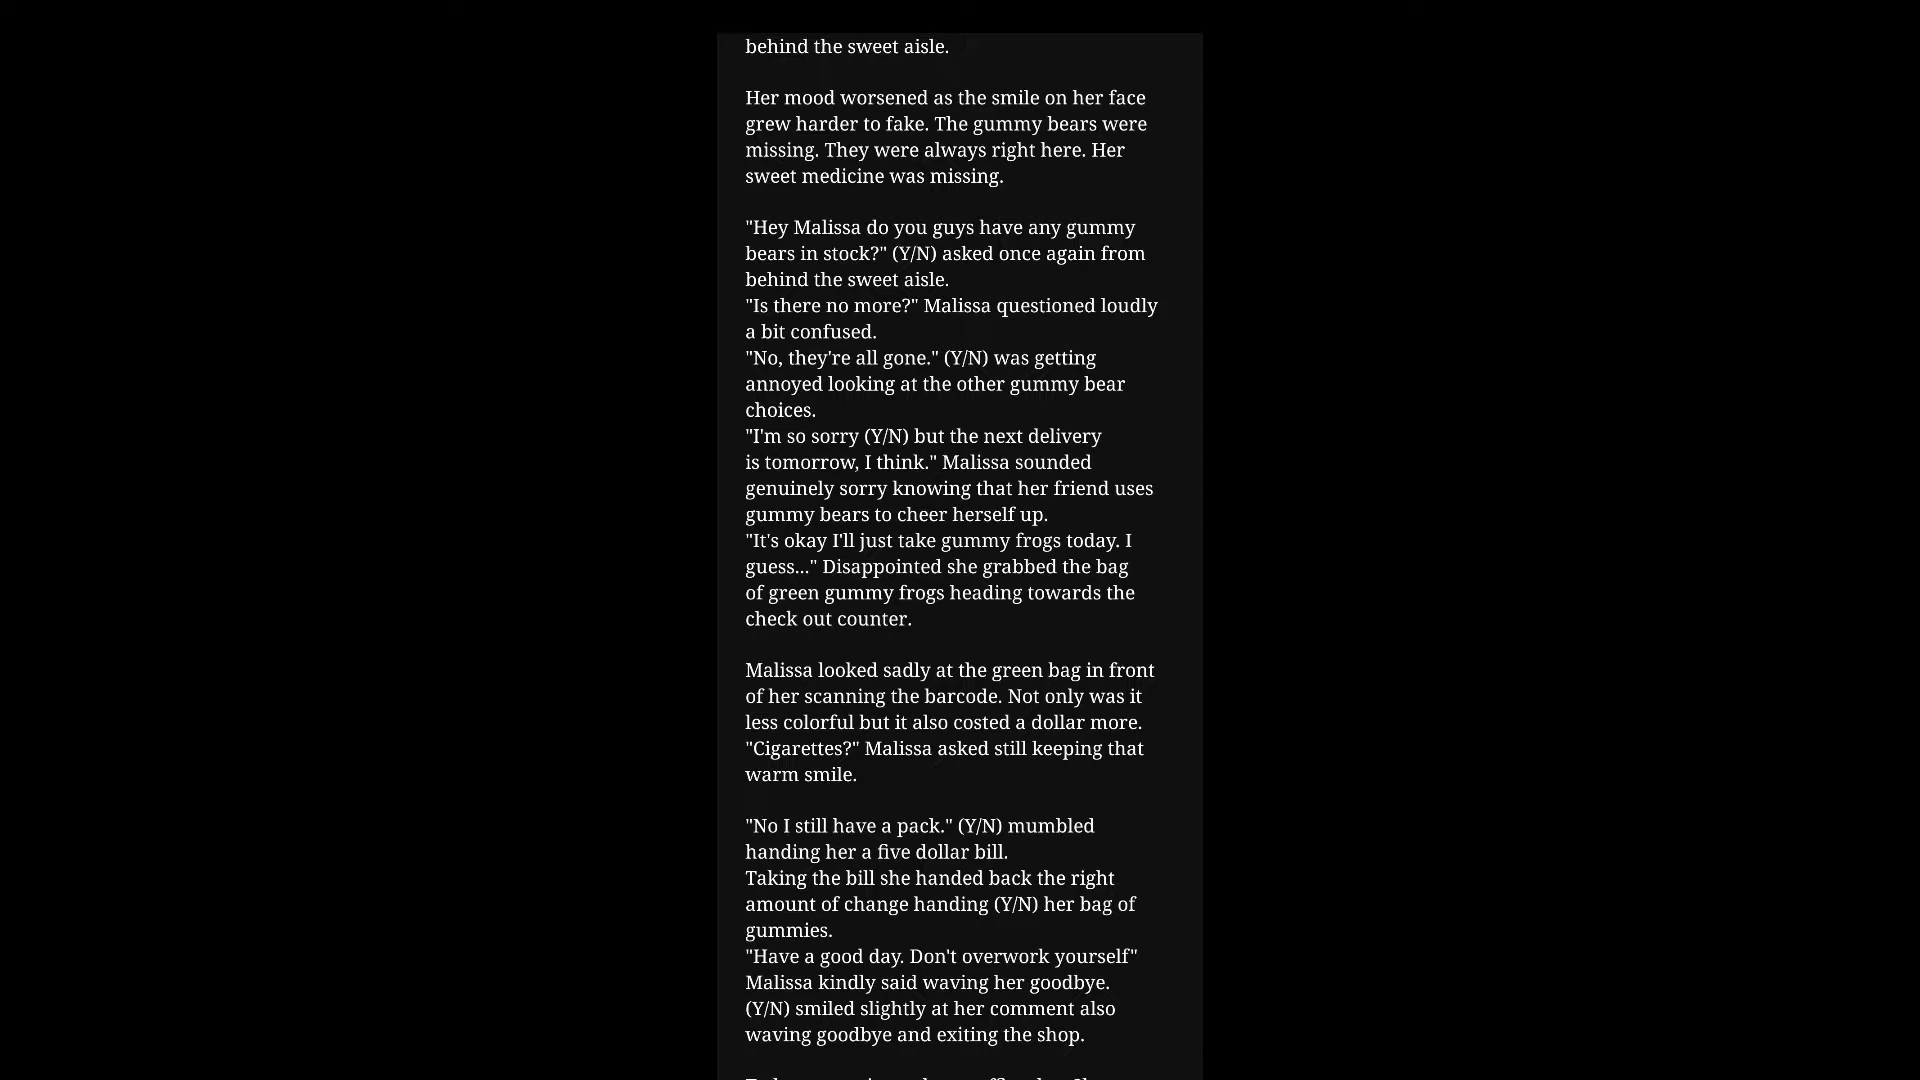 behind the sweet aisle.
Her mood worsened as the smile on her face
grew harder to fake. The gummy bears were
missing. They were always right here. Her
sweet medicine was missing.
"Hey Malissa do you guys have any gummy
bears in stock?" (Y/N) asked once again from
behind the sweet aisle.
"Is there no more?" Malissa questioned loudly
a bit confused.
"No, they're all gone." (Y/N) was getting
annoyed looking at the other gummy bear
choices.
"I'm so sorry (Y/N) but the next delivery
is tomorrow, I think." Malissa sounded
genuinely sorry knowing that her friend uses
gummy bears to cheer herself up.
"It's okay I'll just take gummy frogs today. I
guess..." Disappointed she grabbed the bag
of green gummy frogs heading towards the
check out counter.
Malissa looked sadly at the green bag in front
of her scanning the barcode. Not only was it
less colorful but it also costed a dollar more.
"Cigarettes?" Malissa asked still keeping that
warm smile.
"No I still have a pack." (Y/N) mumbled
handing her a five dollar bill.
Taking the bill she handed back the right
amount of change handing (Y/N) her bag of
gummies.
"Have a good day. Don't overwork yourself"
Malissa kindly said waving her goodbye.
(Y/N) smiled slightly at her comment also
waving goodbye and exiting the shop.